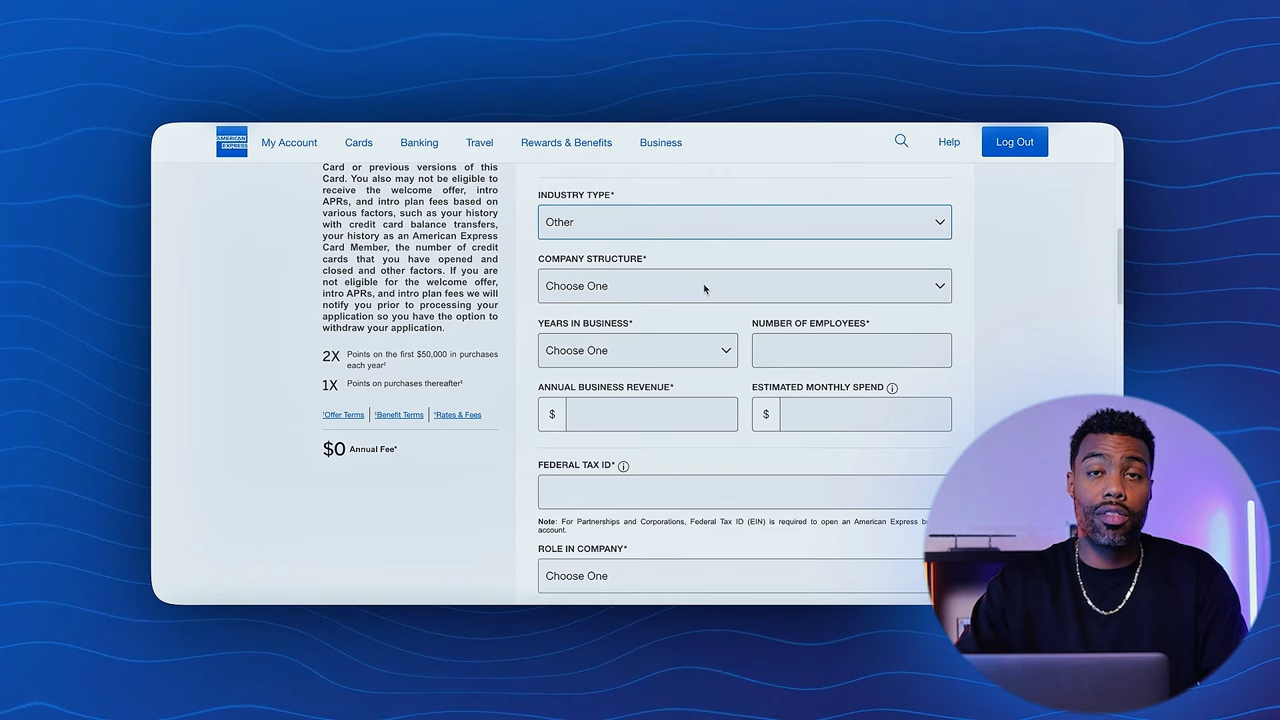 AMERICAN
EXPRESS
My Account
Cards
Banking
Travel
Rewards & Benefits
Business
Help
Log Out
Card or previous versions of this
Card. You also may not be eligible to
receive the welcome offer, intro
APRs, and intro plan fees based on
various factors, such as your history
with credit card balance transfers,
your history as an American Express
Card Member, the number of credit
cards that you have opened and
closed and other factors. If you are
not eligible for the welcome offer,
intro APRs, and intro plan fees we will
notify you prior to processing your
application so you have the option to
withdraw your application.
2X Points on the first $50,000 in purchases
each year‡
1X Points on purchases thereafter‡
†Offer Terms
‡Benefit Terms
*Rates & Fees
$0 Annual Fee*
INDUSTRY TYPE*
Other
COMPANY STRUCTURE*
Choose One
YEARS IN BUSINESS*
NUMBER OF EMPLOYEES*
Choose One
ANNUAL BUSINESS REVENUE*
ESTIMATED MONTHLY SPEND
$
$
FEDERAL TAX ID*
Note: For Partnerships and Corporations, Federal Tax ID (EIN) is required to open an American Express
account.
ROLE IN COMPANY*
Choose One